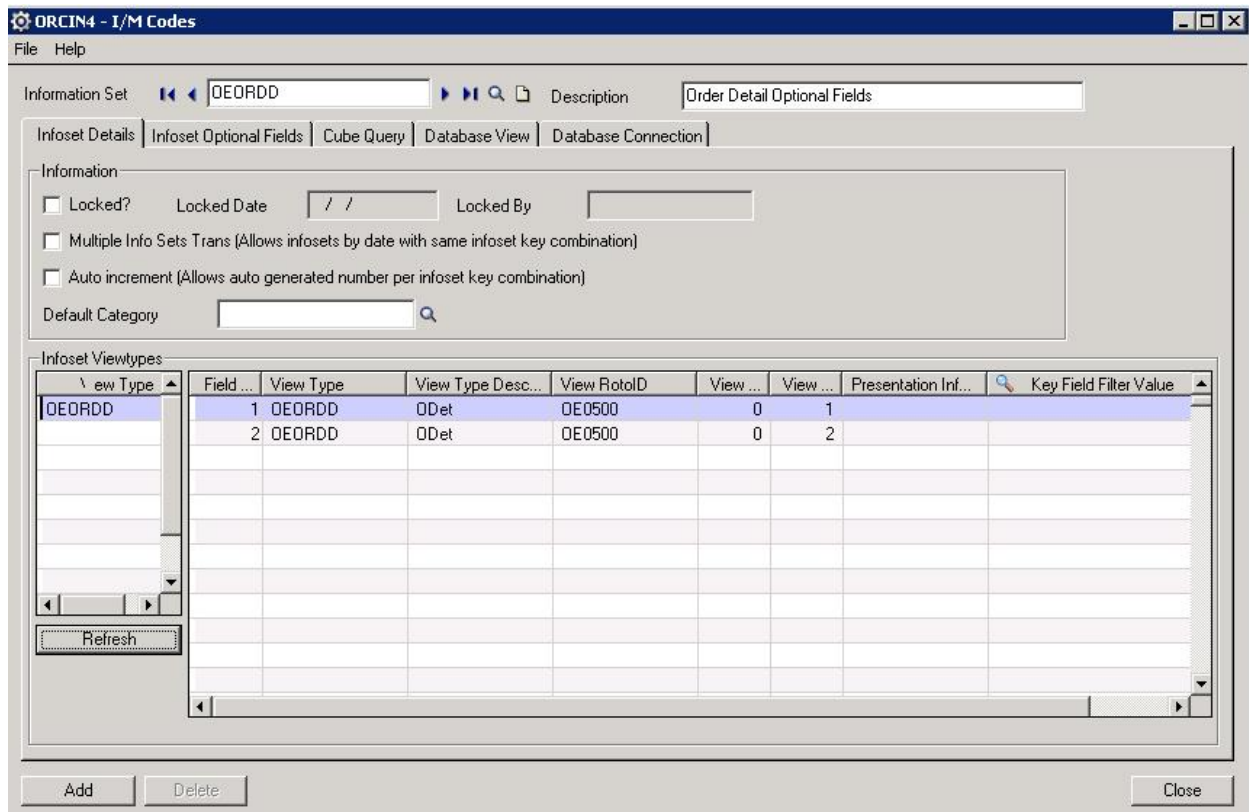 ORCIN4 - I/M Codes
File Help
Information Set OEORDD Description Order Detail Optional Fields
Infoset Details Infoset Optional Fields Cube Query Database View Database Connection
Information
Locked? Locked Date / / Locked By
Multiple Info Sets Trans (Allows infosets by date with same infoset key combination)
Auto increment (Allows auto generated number per infoset key combination)
Default Category
Infoset Viewtypes
ew Type Field ... View Type View Type Desc... View RotoID View ... View ... Presentation Inf... Key Field Filter Value
OEORDD 1 OEORDD ODet OE0500 0 1
2 OEORDD ODet OE0500 0 2
Refresh
Add Delete Close